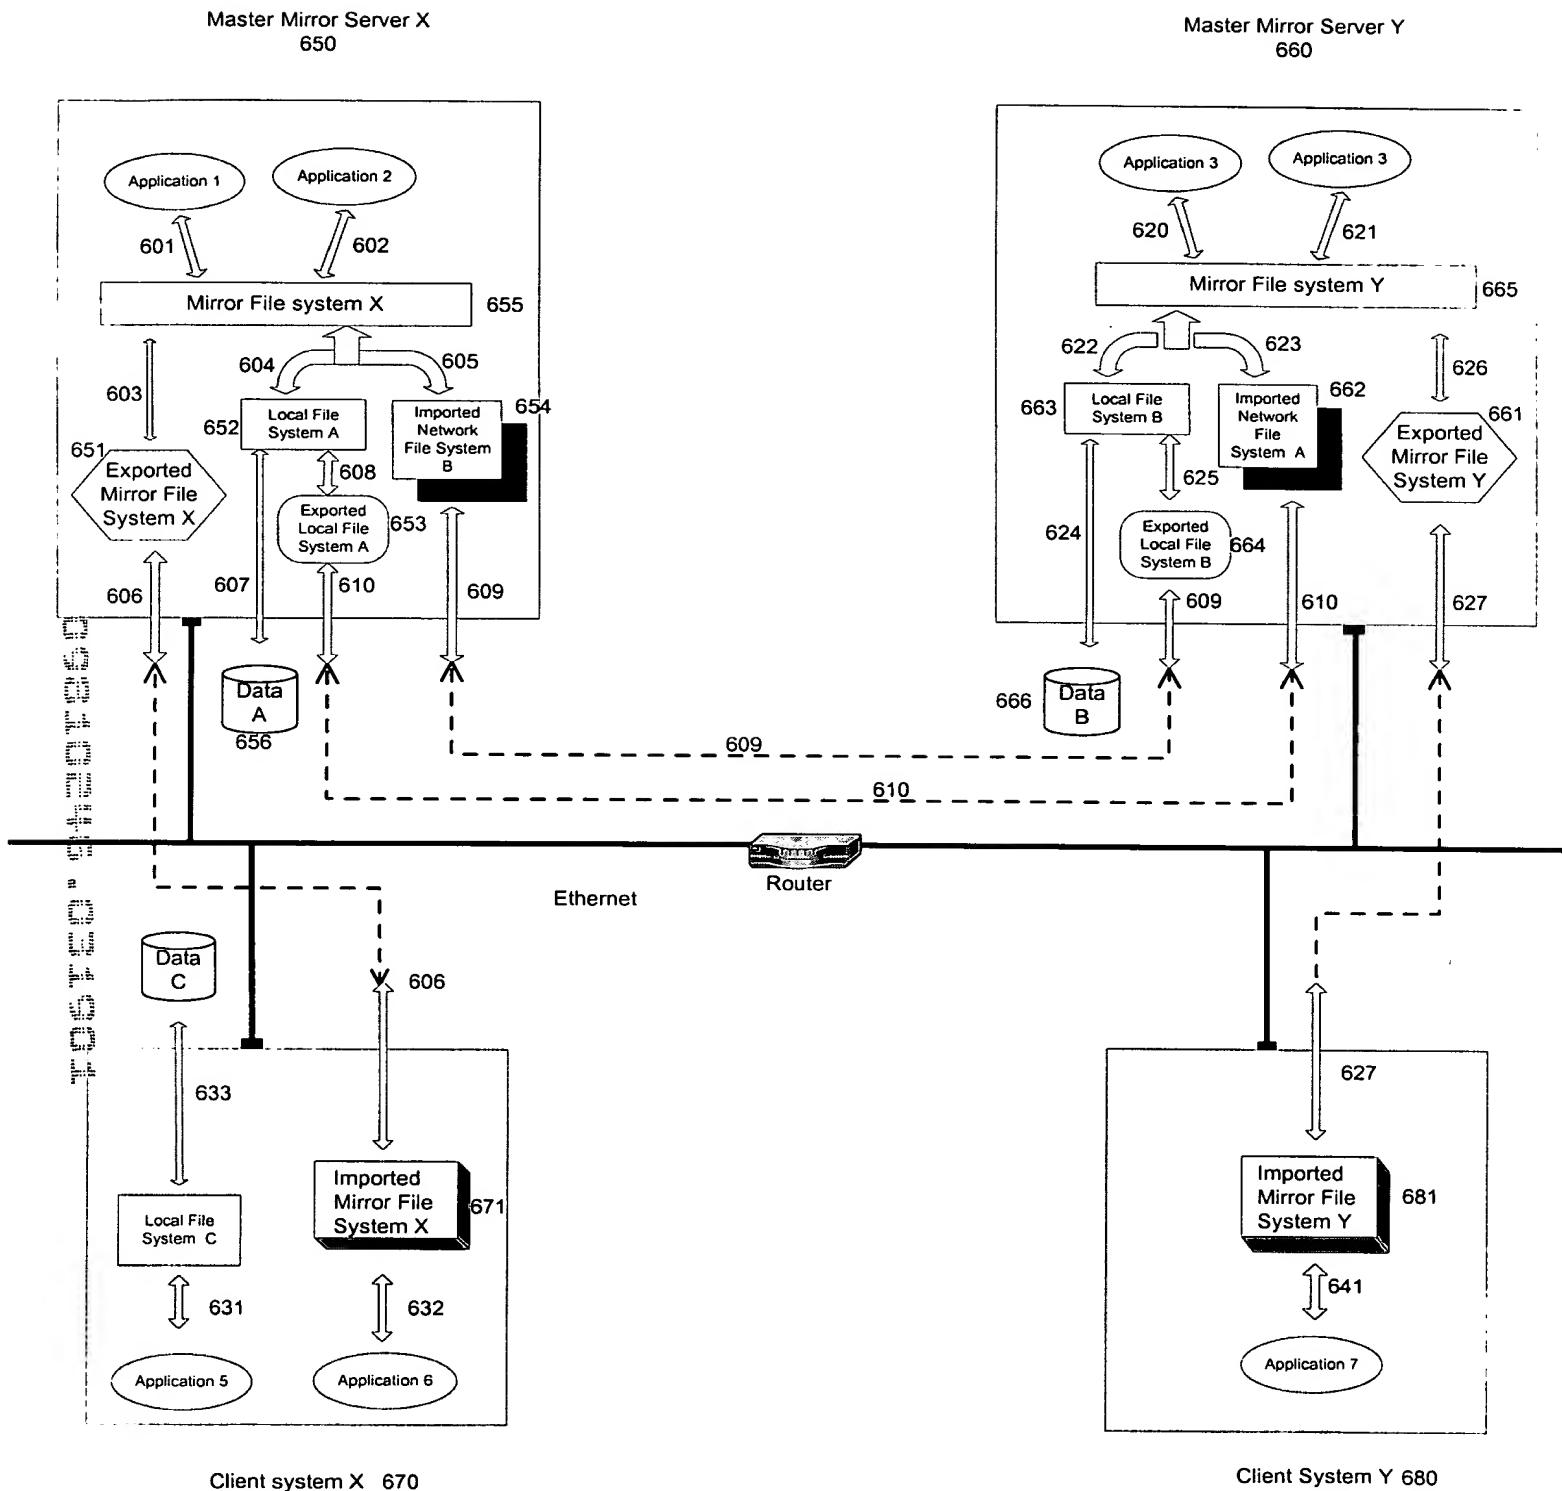 Master Mirror Server X
650
Master Mirror Server Y
660
Application 1
Application 2
601
602
Mirror File system X
655
604
605
603
651
Exported
Mirror File
System X
652
Local File
System A
608
Exported
Local File
System A
653
Imported
Network
File System
B
654
606
607
610
609
Data
A
656
Application 3
Application 3
620
621
Mirror File system Y
665
622
623
626
663
Local File
System B
662
Imported
Network
File
System A
661
Exported
Mirror File
System Y
625
624
Exported
Local File
System B
664
609
610
627
666
Data
B
609
610
09810246.031901
Router
Ethernet
Data
C
606
633
Imported
Mirror File
System X
671
Local File
System C
631
632
Application 5
Application 6
Client system X 670
627
Imported
Mirror File
System Y
681
641
Application 7
Client System Y 680